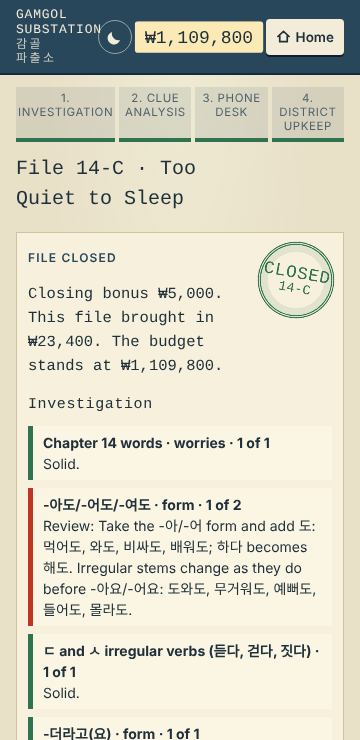 GAMGOL
SUBSTATION
감골
파출소
₩1,109,800
Home
1.
INVESTIGATION
2. CLUE
ANALYSIS
3. PHONE
DESK
4.
DISTRICT
UPKEEP
File 14-C · Too
Quiet to Sleep
FILE CLOSED
CLOSED
14-C
Closing bonus ₩5,000.
This file brought in
₩23,400. The budget
stands at ₩1,109,800.
Investigation
Chapter 14 words · worries · 1 of 1
Solid.
-아도/-어도/-여도 · form · 1 of 2
Review: Take the -아/-어 form and add 도:
먹어도, 와도, 비싸도, 배워도; 하다 becomes
해도. Irregular stems change as they do
before -아요/-어요: 도와도, 무거워도, 예뻐도,
들어도, 몰라도.
ㄷ and ㅅ irregular verbs (듣다, 걷다, 짓다) ·
1 of 1
Solid.
-더라고(요) · form · 1 of 1